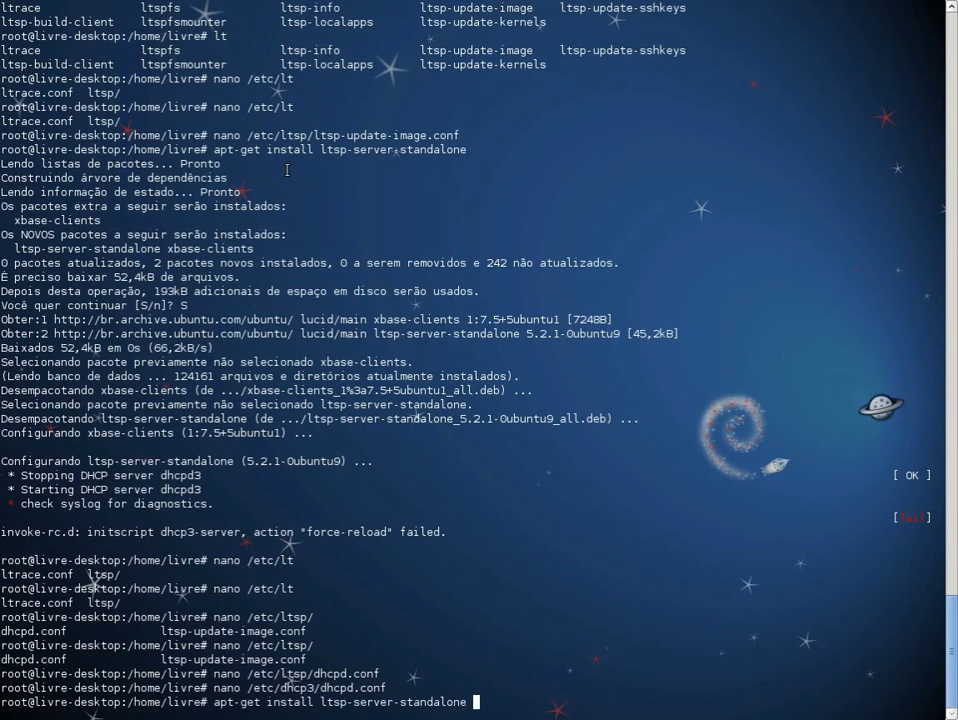 ltrace          ltspfs          ltsp-info          ltsp-update-image    ltsp-update-sshkeys
ltsp-build-client    ltspfsmounter    ltsp-localapps    ltsp-update-kernels
root@livre-desktop:/home/livre# lt
ltrace          ltspfs          ltsp-info          ltsp-update-image    ltsp-update-sshkeys
ltsp-build-client    ltspfsmounter    ltsp-localapps    ltsp-update-kernels
root@livre-desktop:/home/livre# nano /etc/lt
ltrace.conf  ltsp/
root@livre-desktop:/home/livre# nano /etc/lt
ltrace.conf  ltsp/
root@livre-desktop:/home/livre# nano /etc/ltsp/ltsp-update-image.conf
root@livre-desktop:/home/livre# apt-get install ltsp-server-standalone
Lendo listas de pacotes... Pronto
Construindo árvore de dependências
Lendo informação de estado... Pronto
Os pacotes extra a seguir serão instalados:
  xbase-clients
Os NOVOS pacotes a seguir serão instalados:
  ltsp-server-standalone xbase-clients
0 pacotes atualizados, 2 pacotes novos instalados, 0 a serem removidos e 242 não atualizados.
É preciso baixar 52,4kB de arquivos.
Depois desta operação, 193kB adicionais de espaço em disco serão usados.
Você quer continuar [S/n]? S
Obter:1 http://br.archive.ubuntu.com/ubuntu/ lucid/main xbase-clients 1:7.5+5ubuntu1 [7248B]
Obter:2 http://br.archive.ubuntu.com/ubuntu/ lucid/main ltsp-server-standalone 5.2.1-0ubuntu9 [45,2kB]
Baixados 52,4kB em 0s (66,2kB/s)
Selecionando pacote previamente não selecionado xbase-clients.
(Lendo banco de dados ... 124161 arquivos e diretórios atualmente instalados).
Desempacotando xbase-clients (de .../xbase-clients_1%3a7.5+5ubuntu1_all.deb) ...
Selecionando pacote previamente não selecionado ltsp-server-standalone.
Desempacotando ltsp-server-standalone (de .../ltsp-server-standalone_5.2.1-0ubuntu9_all.deb) ...
Configurando xbase-clients (1:7.5+5ubuntu1) ...
Configurando ltsp-server-standalone (5.2.1-0ubuntu9) ...
 * Stopping DHCP server dhcpd3 [ OK ]
 * Starting DHCP server dhcpd3
 * check syslog for diagnostics.
[fail]
invoke-rc.d: initscript dhcp3-server, action "force-reload" failed.
root@livre-desktop:/home/livre# nano /etc/lt
ltrace.conf  ltsp/
root@livre-desktop:/home/livre# nano /etc/lt
ltrace.conf  ltsp/
root@livre-desktop:/home/livre# nano /etc/ltsp/
dhcpd.conf              ltsp-update-image.conf
root@livre-desktop:/home/livre# nano /etc/ltsp/
dhcpd.conf              ltsp-update-image.conf
root@livre-desktop:/home/livre# nano /etc/ltsp/dhcpd.conf
root@livre-desktop:/home/livre# nano /etc/dhcp3/dhcpd.conf
root@livre-desktop:/home/livre# apt-get install ltsp-server-standalone